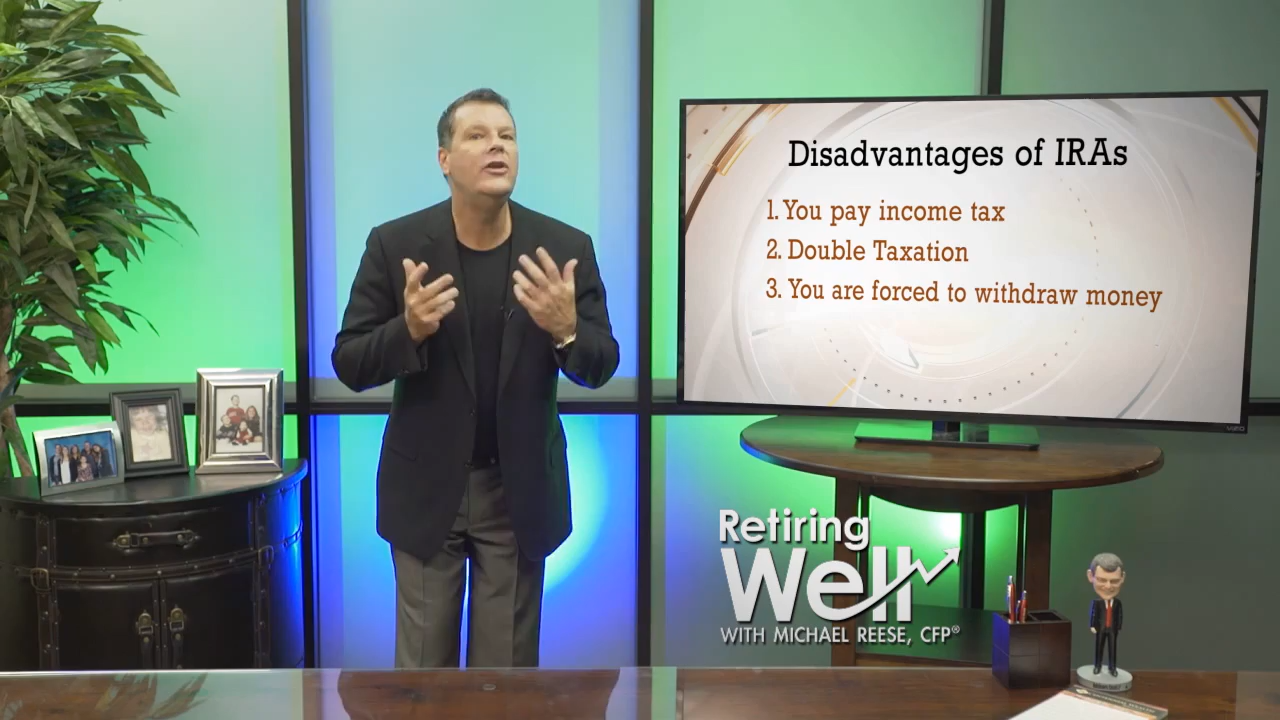 Disadvantages of IRAs
1. You pay income tax
2. Double Taxation
3. You are forced to withdraw money
VIZIO
Retiring
Well
WITH MICHAEL REESE, CFP®